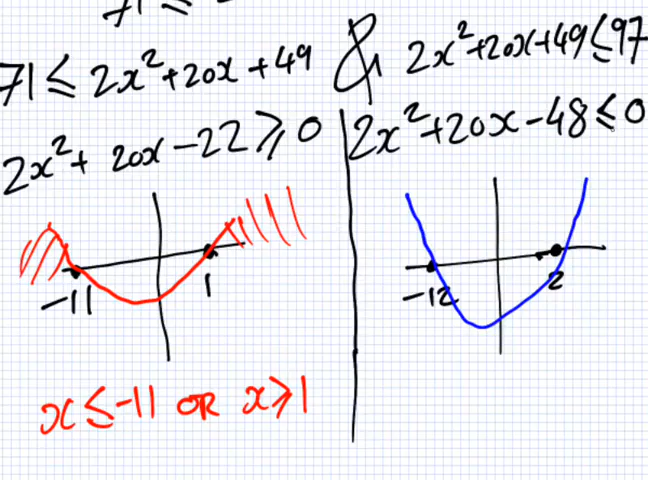 71 ≤
71 ≤ 2x²+20x+49 & 2x²+20x+49≤97
2x²+ 20x-22 ≥ 0
2x²+20x-48≤0
-11 1
-12 2
x ≤ -11 OR x ≥ 1